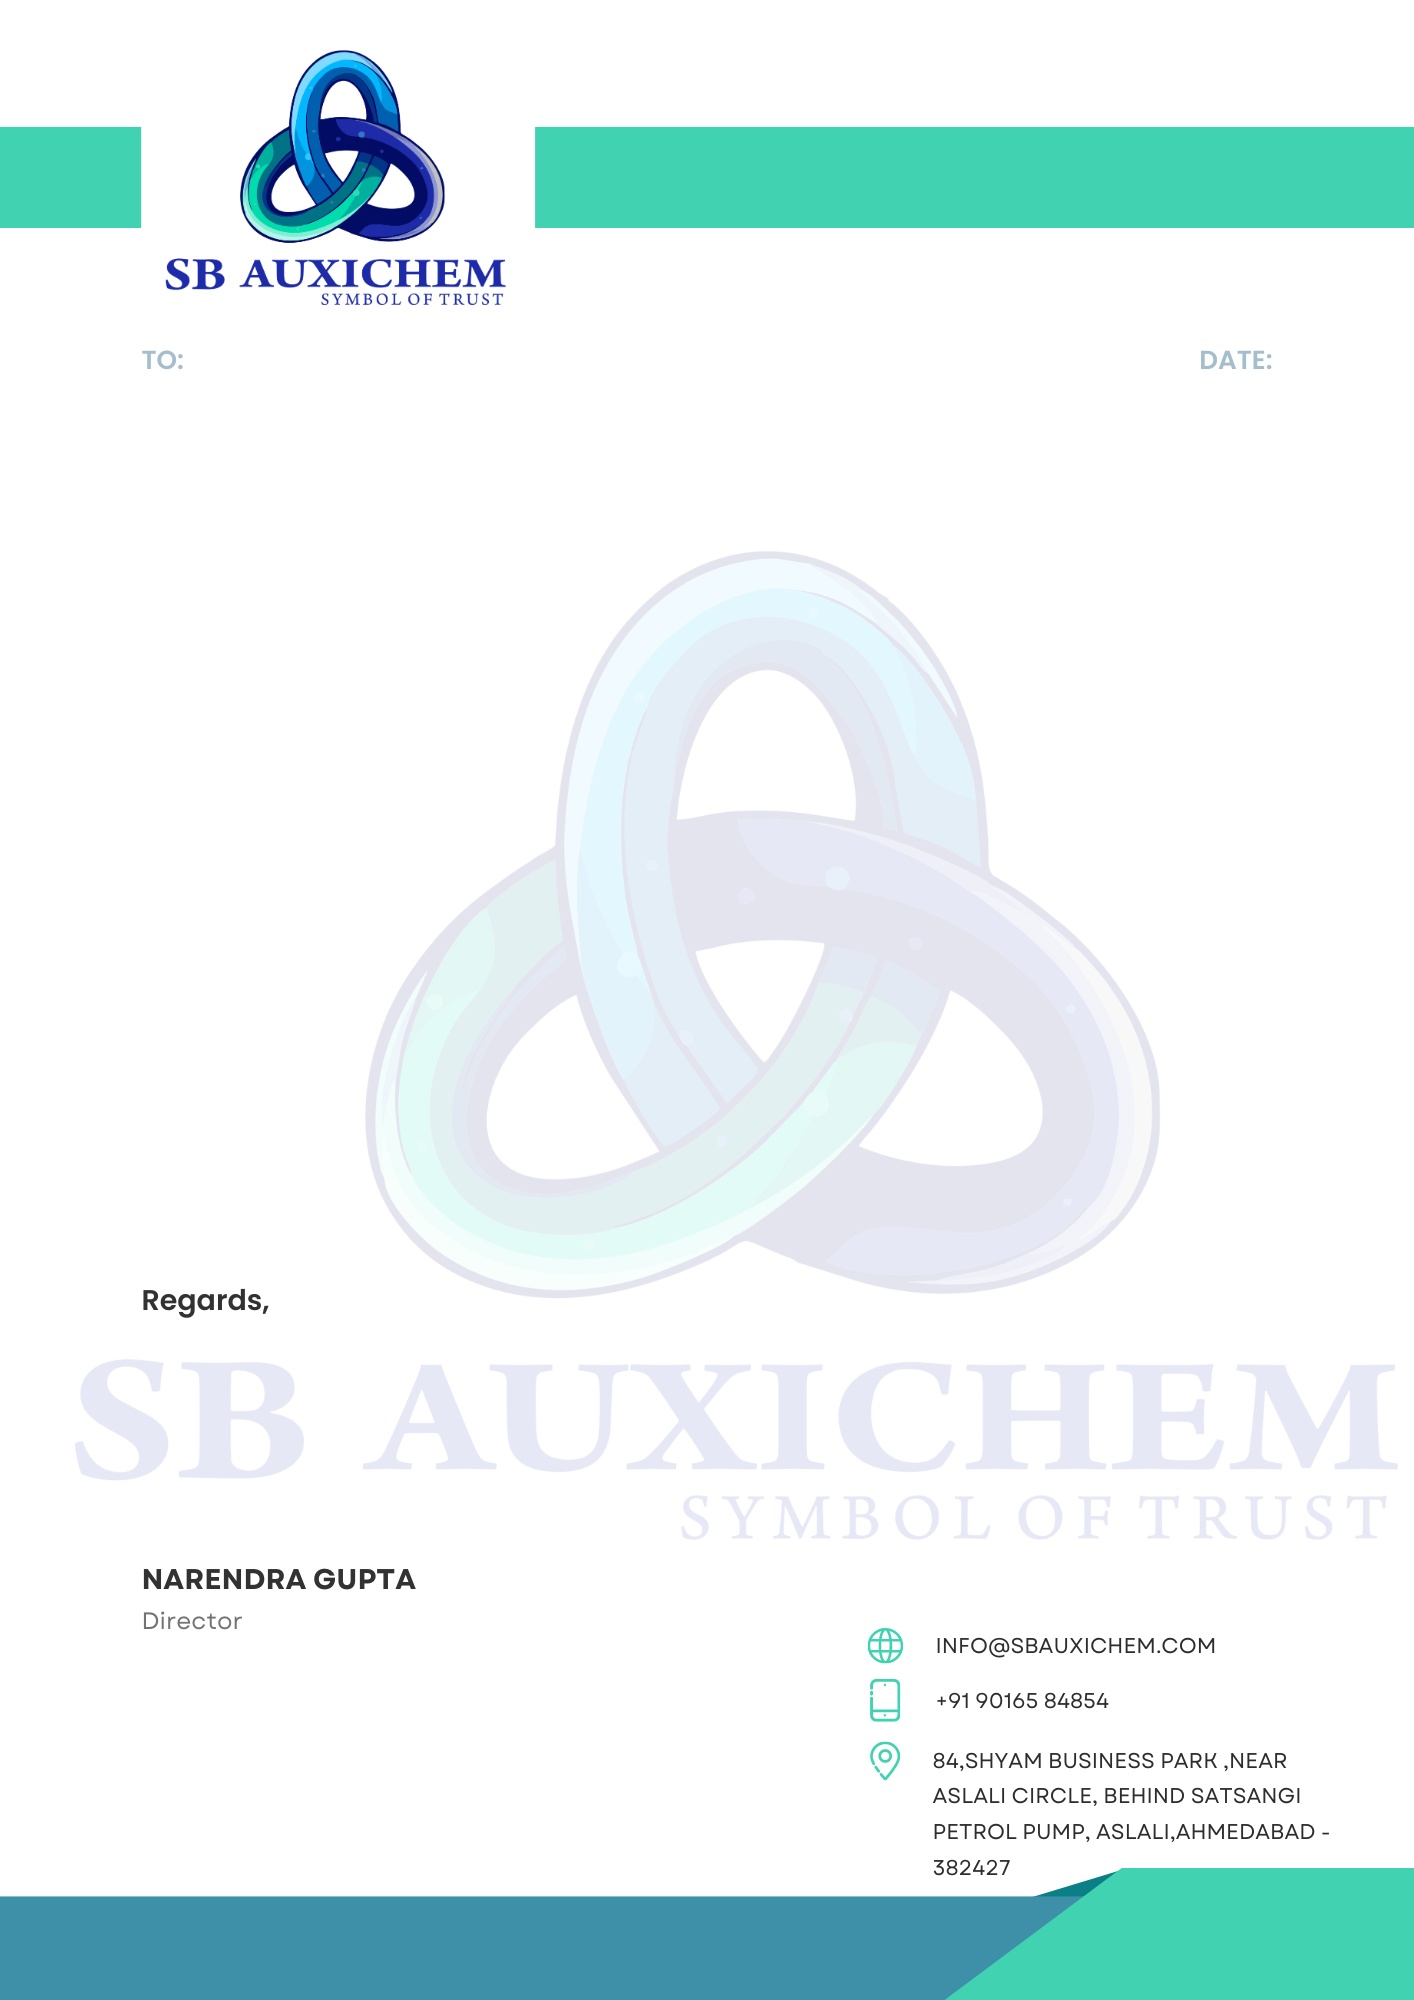 SB AUXICHEM
SYMBOL OF TRUST
TO:
DATE:
Regards,
SB AUXICHEM
SYMBOL OF TRUST
NARENDRA GUPTA
Director
INFO@SBAUXICHEM.COM
+91 90165 84854
84,SHYAM BUSINESS PARK ,NEAR
ASLALI CIRCLE, BEHIND SATSANGI
PETROL PUMP, ASLALI,AHMEDABAD -
382427